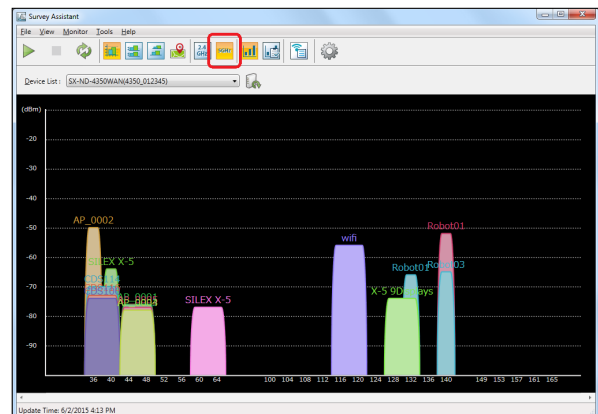 Survey Assistant
File View Monitor Tools Help
2.4 GHz 5GHz
Device List : SX-ND-4350WAN(4350_012345)
(dBm)
-20
-30
-40
-50
-60
-70
-80
-90
AP_0002
Robot01
wifi
SILEX X-5
Robot03
X-5 9Displays
SILEX X-5
36 40 44 48 52 56 60 64 100 104 108 112 116 120 124 128 132 136 140 149 153 157 161 165
Update Time: 6/2/2015 4:13 PM